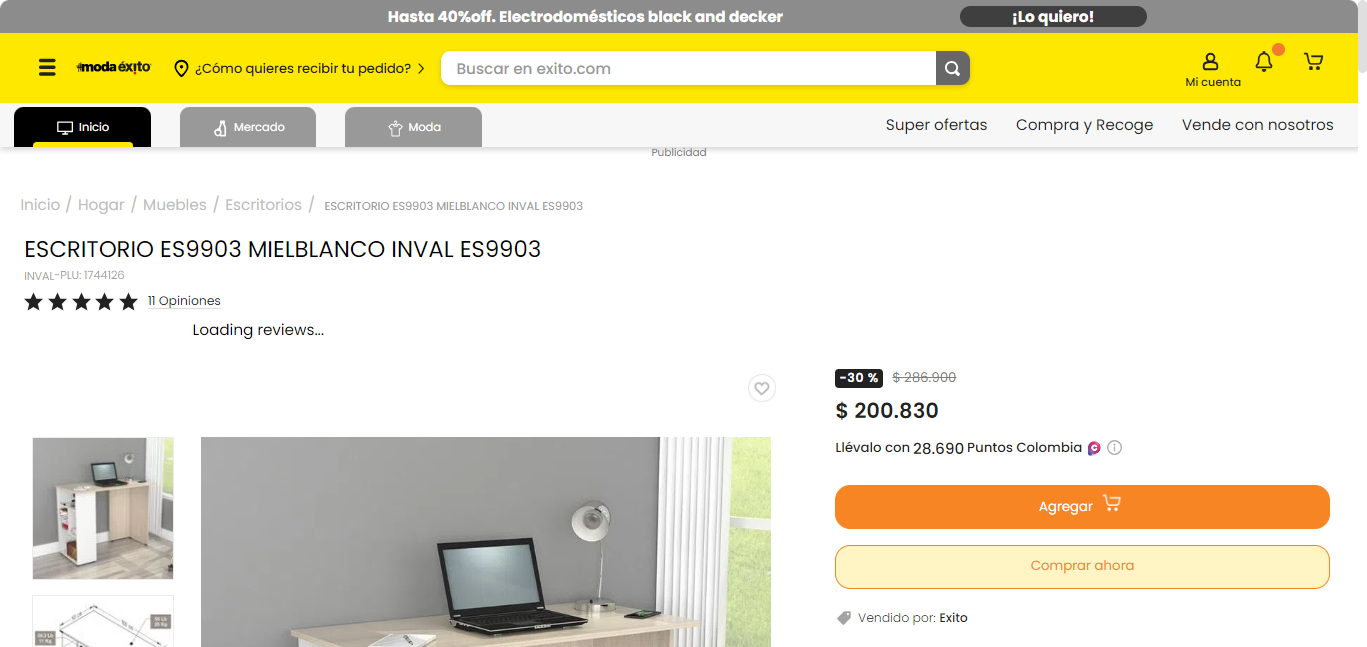 Hasta 40%off. Electrodomésticos black and decker
¡Lo quiero!
moda éxito
¿Cómo quieres recibir tu pedido?
Buscar en exito.com
Mi cuenta
Inicio
Mercado
Moda
Super ofertas
Compra y Recoge
Vende con nosotros
Publicidad
Inicio / Hogar / Muebles / Escritorios / ESCRITORIO ES9903 MIELBLANCO INVAL ES9903
ESCRITORIO ES9903 MIELBLANCO INVAL ES9903
INVAL-PLU: 1744126
11 Opiniones
Loading reviews...
-30 % $ 286.900
$ 200.830
Llévalo con 28.690 Puntos Colombia
Agregar
Comprar ahora
Vendido por: Exito